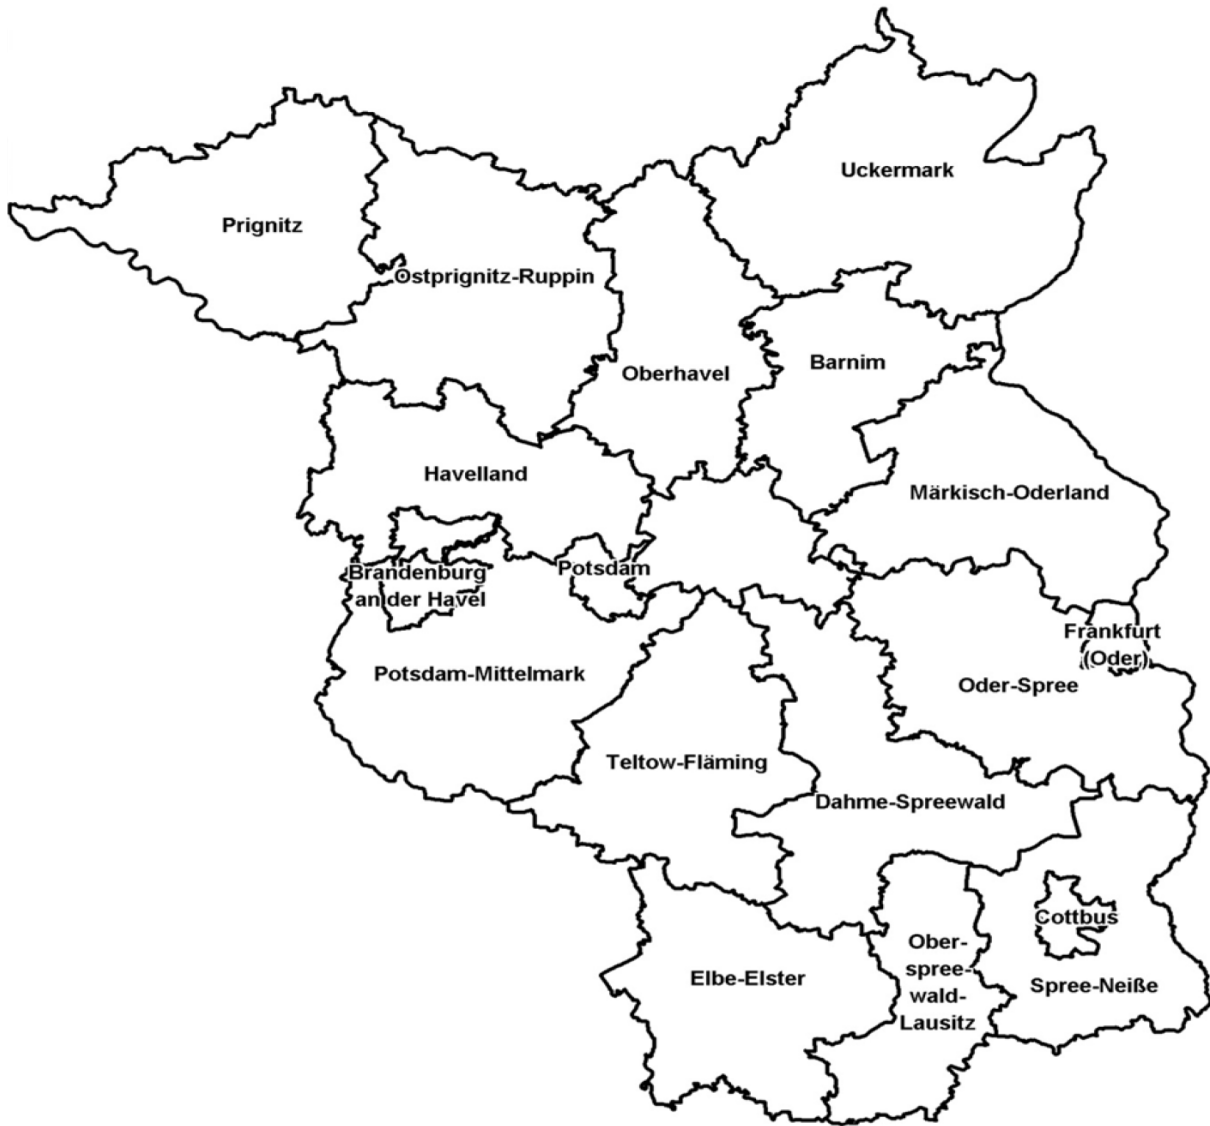 Uckermark
Prignitz
Ostprignitz-Ruppin
Barnim
Oberhavel
Havelland
Märkisch-Oderland
Brandenburg
an der Havel
Potsdam
Frankfurt
(Oder)
Potsdam-Mittelmark
Oder-Spree
Teltow-Fläming
Dahme-Spreewald
Cottbus
Ober-
spree-
wald-
Lausitz
Elbe-Elster
Spree-Neiße